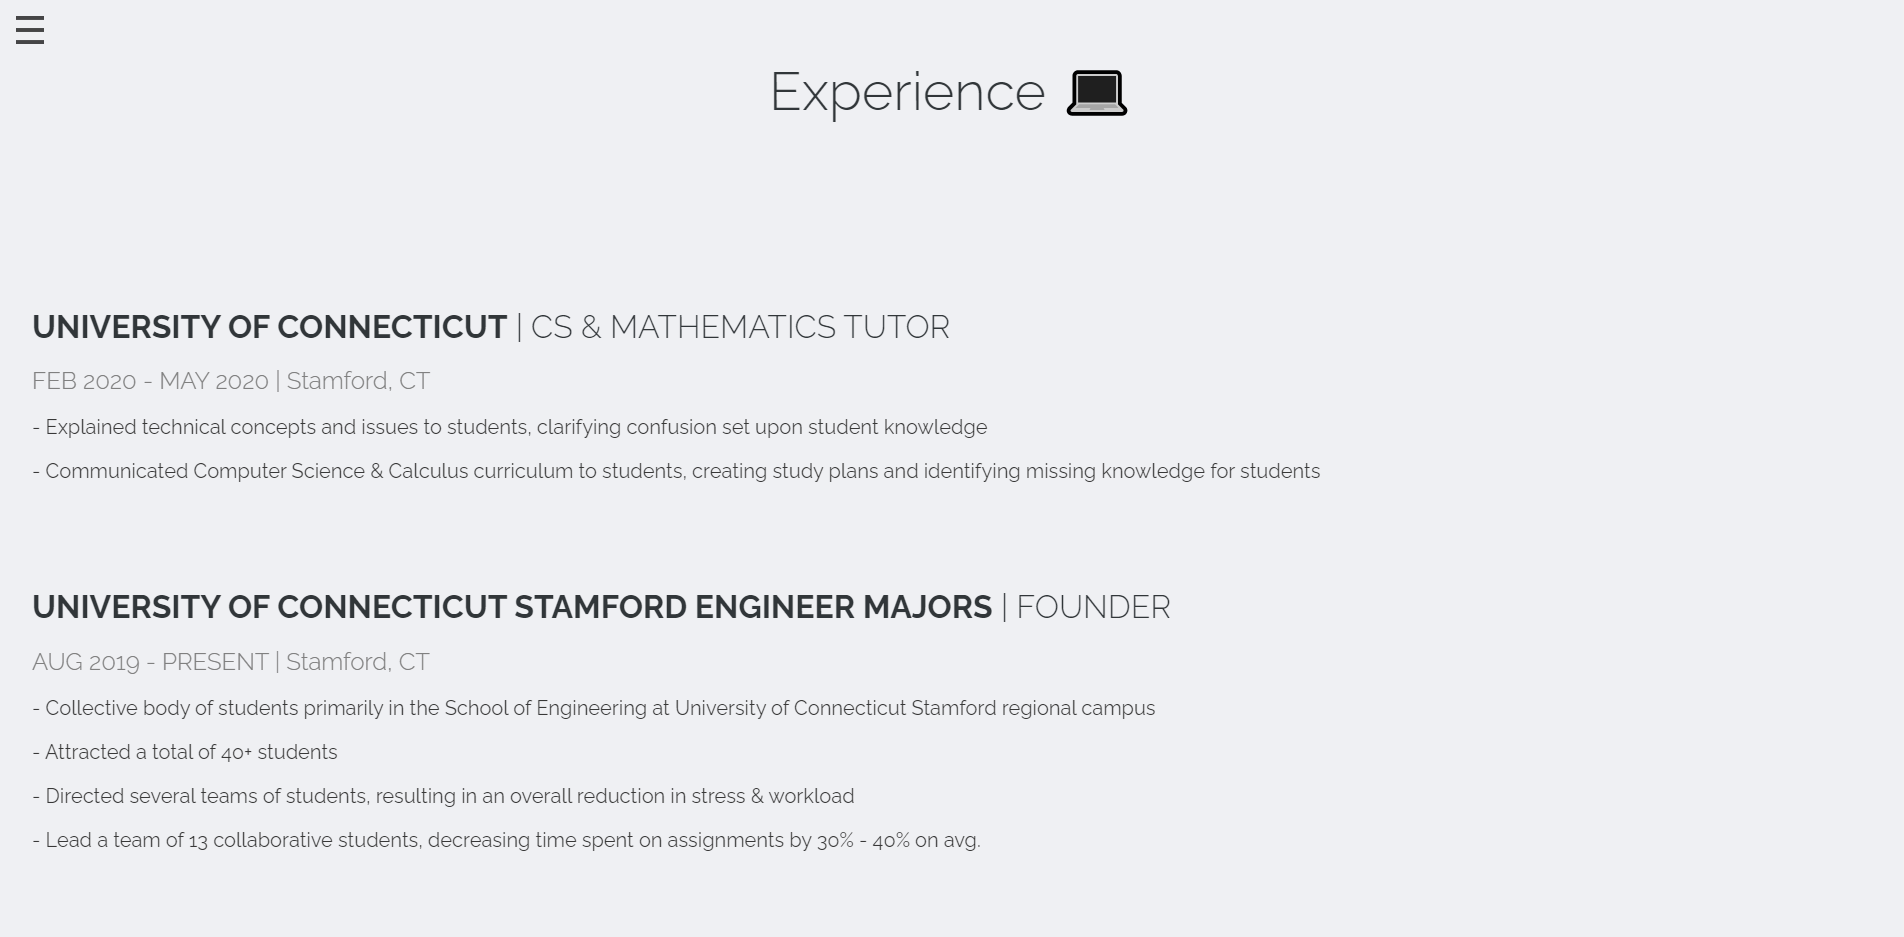 Experience
UNIVERSITY OF CONNECTICUT | CS & MATHEMATICS TUTOR
FEB 2020 - MAY 2020 | Stamford, CT
- Explained technical concepts and issues to students, clarifying confusion set upon student knowledge
- Communicated Computer Science & Calculus curriculum to students, creating study plans and identifying missing knowledge for students
UNIVERSITY OF CONNECTICUT STAMFORD ENGINEER MAJORS | FOUNDER
AUG 2019 - PRESENT | Stamford, CT
- Collective body of students primarily in the School of Engineering at University of Connecticut Stamford regional campus
- Attracted a total of 40+ students
- Directed several teams of students, resulting in an overall reduction in stress & workload
- Lead a team of 13 collaborative students, decreasing time spent on assignments by 30% - 40% on avg.